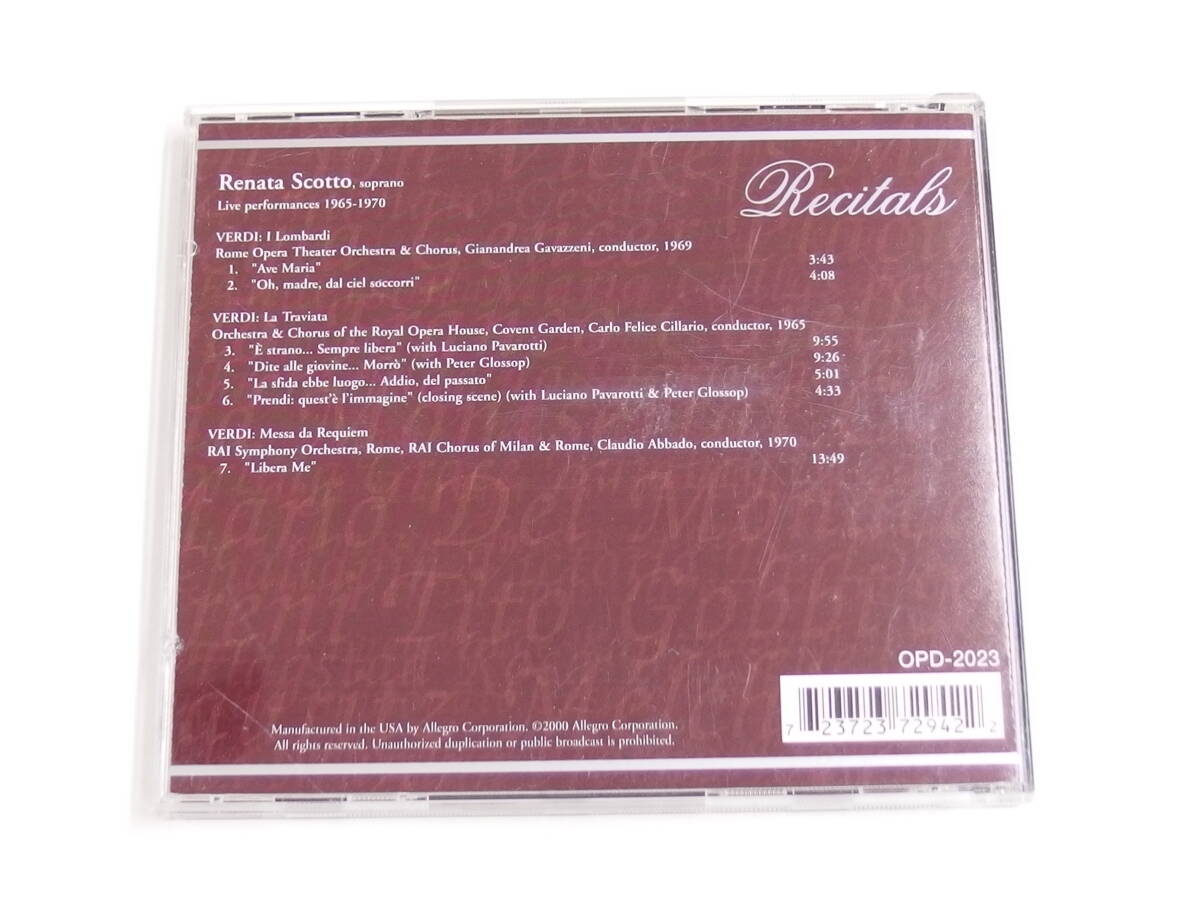 Recitals
Renata Scotto, soprano
Live performances 1965-1970
VERDI: I Lombardi
Rome Opera Theater Orchestra & Chorus, Gianandrea Gavazzeni, conductor, 1969
1. "Ave Maria" 3:43
2. "Oh, madre, dal ciel soccorri" 4:08
VERDI: La Traviata
Orchestra & Chorus of the Royal Opera House, Covent Garden, Carlo Felice Cillario, conductor, 1965
3. "È strano... Sempre libera" (with Luciano Pavarotti) 9:55
4. "Dite alle giovine... Morrò" (with Peter Glossop) 9:26
5. "La sfida ebbe luogo... Addio, del passato" 5:01
6. "Prendi: quest'è l'immagine" (closing scene) (with Luciano Pavarotti & Peter Glossop) 4:33
VERDI: Messa da Requiem
RAI Symphony Orchestra, Rome, RAI Chorus of Milan & Rome, Claudio Abbado, conductor, 1970
7. "Libera Me" 13:49
Del
Tito Gobbi
OPD-2023
7 23723 72942 2
Manufactured in the USA by Allegro Corporation. ©2000 Allegro Corporation.
All rights reserved. Unauthorized duplication or public broadcast is prohibited.